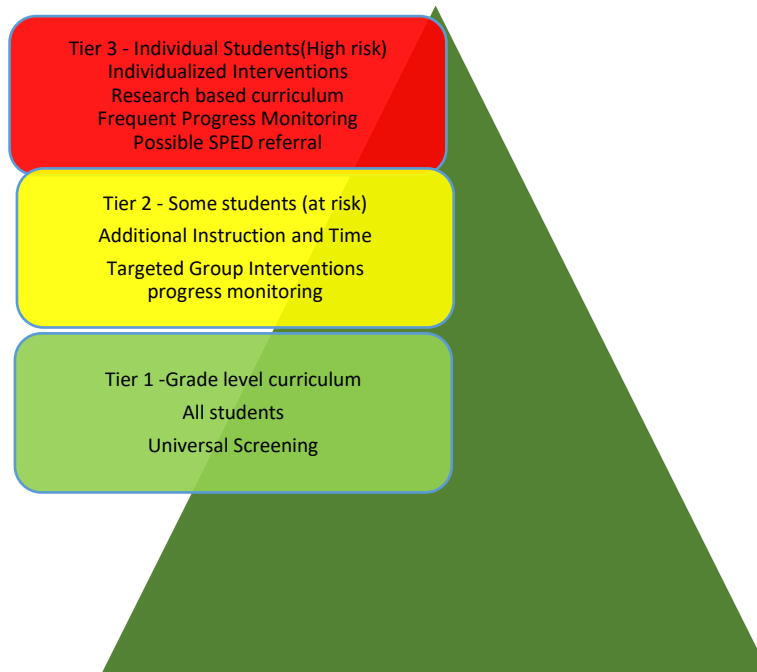 Tier 3 - Individual Students(High risk)
Individualized Interventions
Research based curriculum
Frequent Progress Monitoring
Possible SPED referral
Tier 2 - Some students (at risk)
Additional Instruction and Time
Targeted Group Interventions
progress monitoring
Tier 1 -Grade level curriculum
All students
Universal Screening